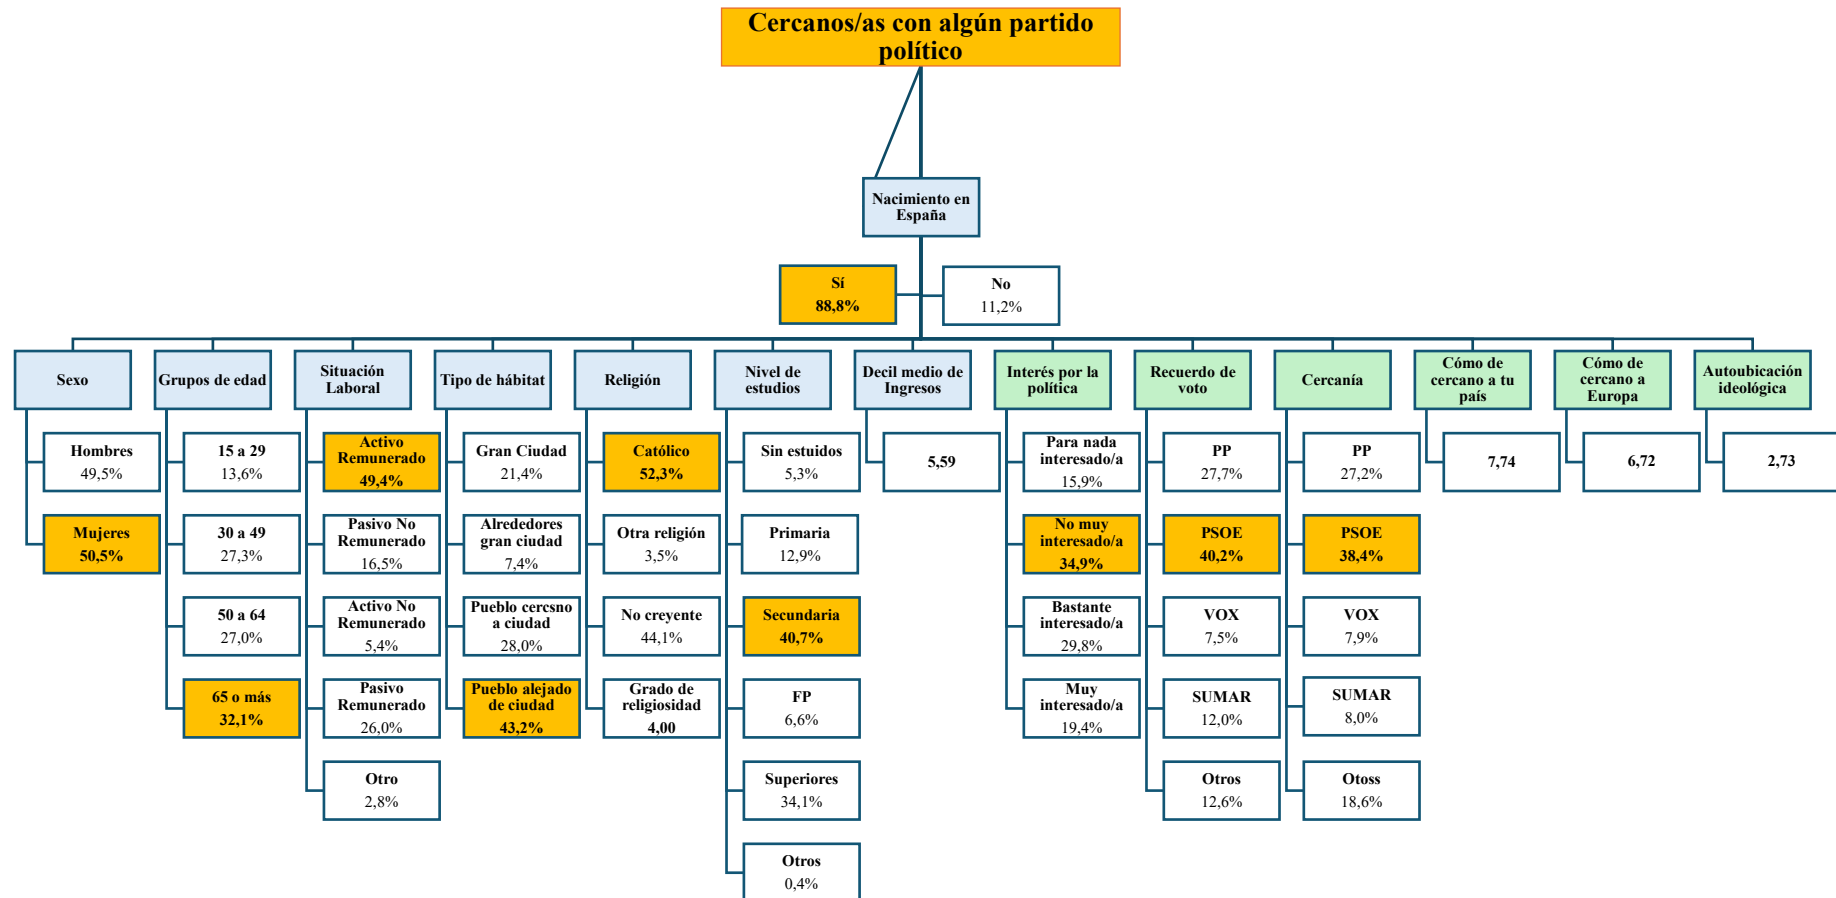 Cercanos/as con algún partido
político
Nacimiento en
España
Sí
88,8%
No
11,2%
Sexo
Hombres
49,5%
Mujeres
50,5%
Grupos de edad
15 a 29
13,6%
30 a 49
27,3%
50 a 64
27,0%
65 o más
32,1%
Situación
Laboral
Activo
Remunerado
49,4%
Pasivo No
Remunerado
16,5%
Activo No
Remunerado
5,4%
Pasivo
Remunerado
26,0%
Otro
2,8%
Tipo de hábitat
Gran Ciudad
21,4%
Alrededores
gran ciudad
7,4%
Pueblo cercsno
a ciudad
28,0%
Pueblo alejado
de ciudad
43,2%
Religión
Católico
52,3%
Otra religión
3,5%
No creyente
44,1%
Grado de
religiosidad
4,00
Nivel de
estudios
Sin estuidos
5,3%
Primaria
12,9%
Secundaria
40,7%
FP
6,6%
Superiores
34,1%
Otros
0,4%
Decil medio de
Ingresos
5,59
Interés por la
política
Para nada
interesado/a
15,9%
No muy
interesado/a
34,9%
Bastante
interesado/a
29,8%
Muy
interesado/a
19,4%
Recuerdo de
voto
PP
27,7%
PSOE
40,2%
VOX
7,5%
SUMAR
12,0%
Otros
12,6%
Cercanía
PP
27,2%
PSOE
38,4%
VOX
7,9%
SUMAR
8,0%
Otoss
18,6%
Cómo de
cercano a tu
país
7,74
Cómo de
cercano a
Europa
6,72
Autoubicación
ideológica
2,73